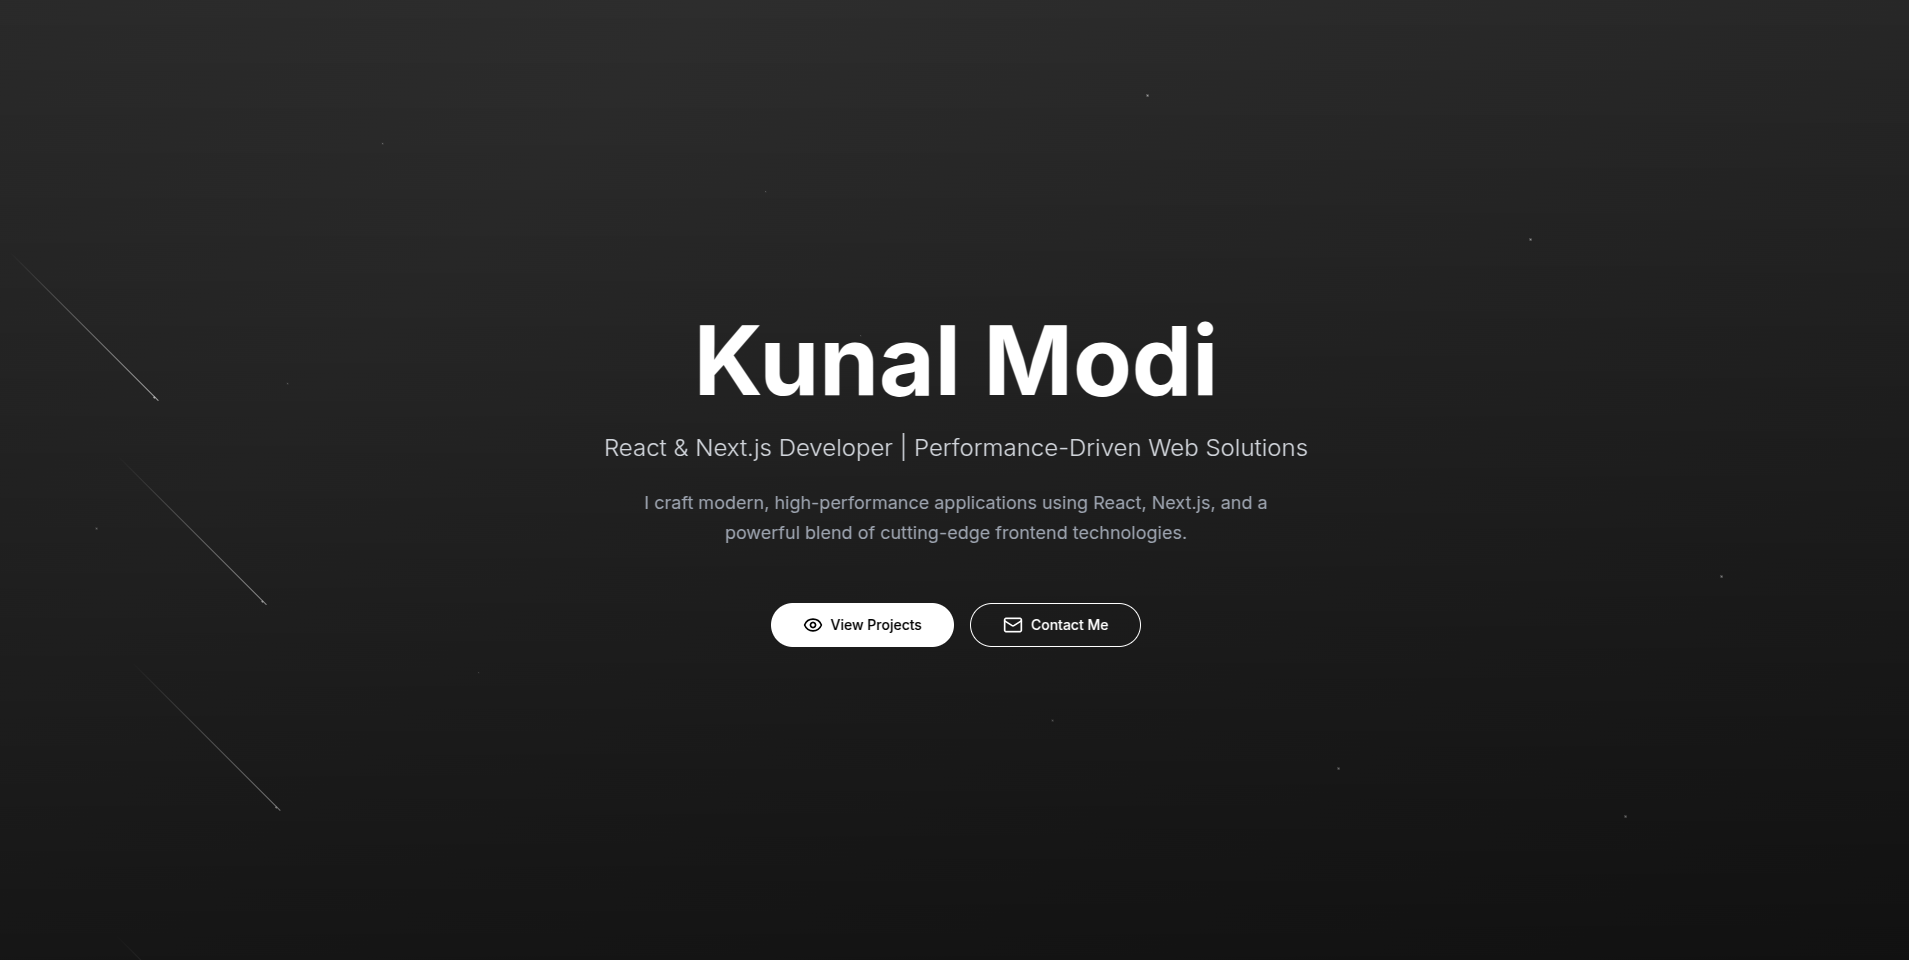 Kunal Modi
React & Next.js Developer | Performance-Driven Web Solutions
I craft modern, high-performance applications using React, Next.js, and a
powerful blend of cutting-edge frontend technologies.
View Projects
Contact Me